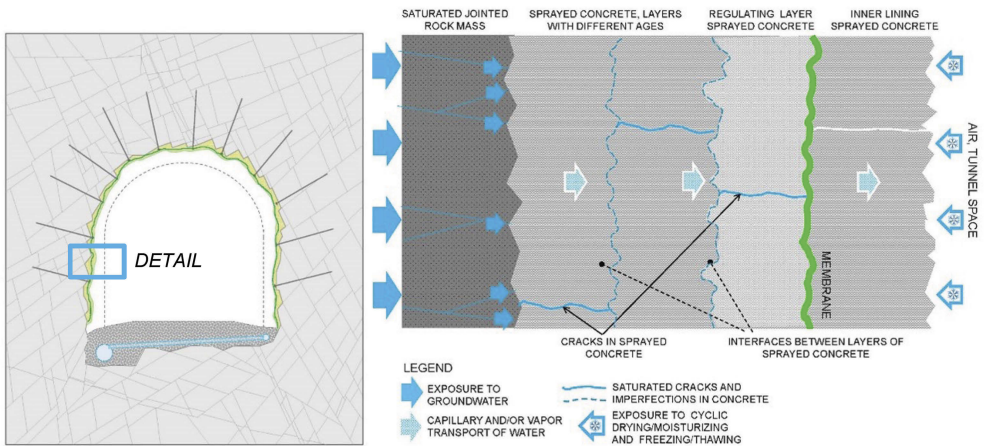 SATURATED JOINTED
ROCK MASS
SPRAYED CONCRETE, LAYERS
WITH DIFFERENT AGES
REGULATING LAYER
SPRAYED CONCRETE
INNER LINING
SPRAYED CONCRETE
DETAIL
MEMBRANE
AIR, TUNNEL SPACE
CRACKS IN SPRAYED
CONCRETE
INTERFACES BETWEEN LAYERS OF
SPRAYED CONCRETE
LEGEND
EXPOSURE TO
GROUNDWATER
CAPILLARY AND/OR VAPOR
TRANSPORT OF WATER
SATURATED CRACKS AND
IMPERFECTIONS IN CONCRETE
EXPOSURE TO CYCLIC
DRYING/MOISTURIZING
AND FREEZING/THAWING